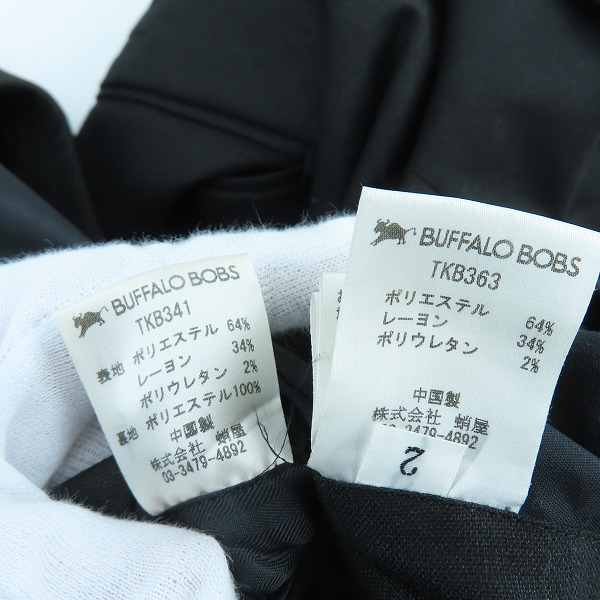 BUFFALO BOBS
TKB341
表地 ポリエステル 64%
レーヨン 34%
ポリウレタン 2%
裏地 ポリエステル 100%
中国製
株式会社 蛸屋
03-3479-4892
BUFFALO BOBS
TKB363
ポリエステル 64%
レーヨン 34%
ポリウレタン 2%
中国製
株式会社 蛸屋
03-3479-4892
2